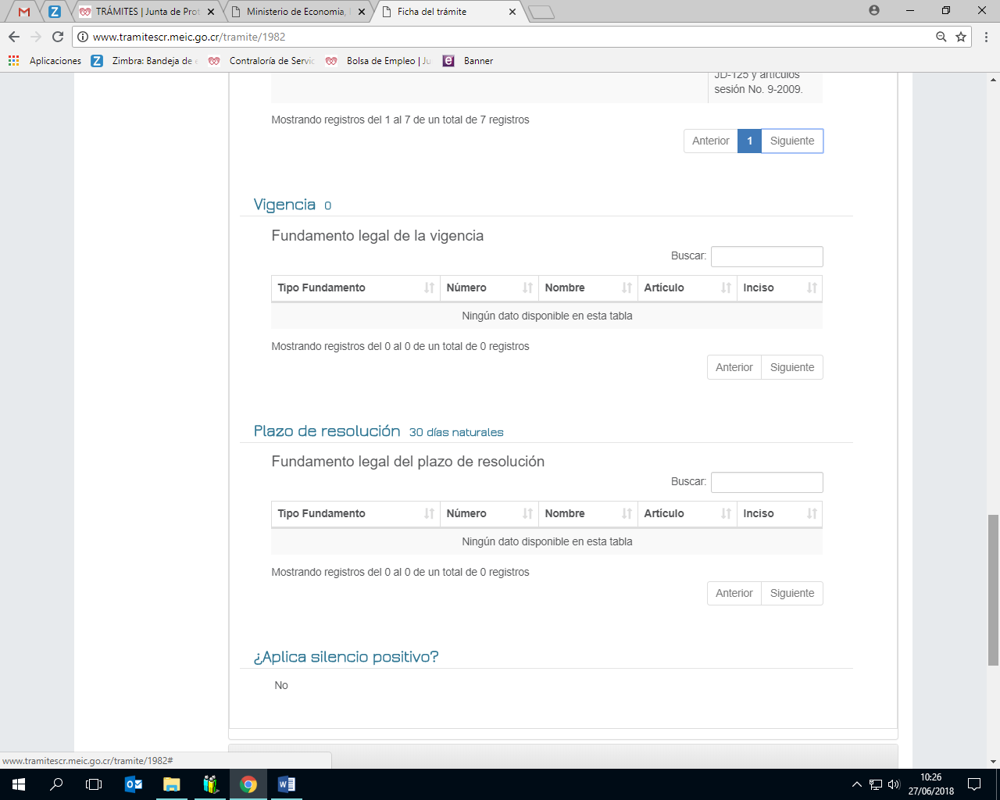 TRÁMITES | Junta de Prot
Ministerio de Economia,
Ficha del trámite
www.tramitescr.meic.go.cr/tramite/1982
Aplicaciones
Zimbra: Bandeja de e
Contraloría de Servic
Bolsa de Empleo | Ju
Banner
JD-125 y artículos
sesión No. 9-2009.
Mostrando registros del 1 al 7 de un total de 7 registros
Anterior 1 Siguiente
Vigencia 0
Fundamento legal de la vigencia
Buscar:
Tipo Fundamento Número Nombre Artículo Inciso
Ningún dato disponible en esta tabla
Mostrando registros del 0 al 0 de un total de 0 registros
Anterior Siguiente
Plazo de resolución 30 días naturales
Fundamento legal del plazo de resolución
Buscar:
Tipo Fundamento Número Nombre Artículo Inciso
Ningún dato disponible en esta tabla
Mostrando registros del 0 al 0 de un total de 0 registros
Anterior Siguiente
¿Aplica silencio positivo?
No
www.tramitescr.meic.go.cr/tramite/1982#
10:26
27/06/2018